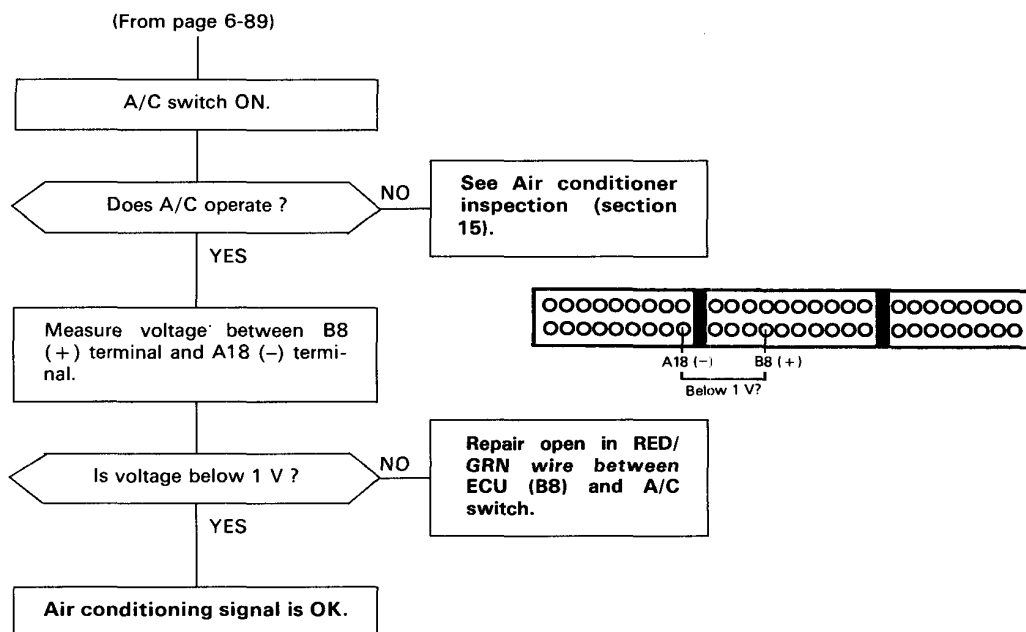 (From page 6-89)
A/C switch ON.
Does A/C operate ?
NO
See Air conditioner
inspection (section
15).
YES
Measure voltage between B8
(+) terminal and A18 (−) termi-
nal.
A18 (−)
B8 (+)
Below 1 V?
Is voltage below 1 V ?
NO
Repair open in RED/
GRN wire between
ECU (B8) and A/C
switch.
YES
Air conditioning signal is OK.